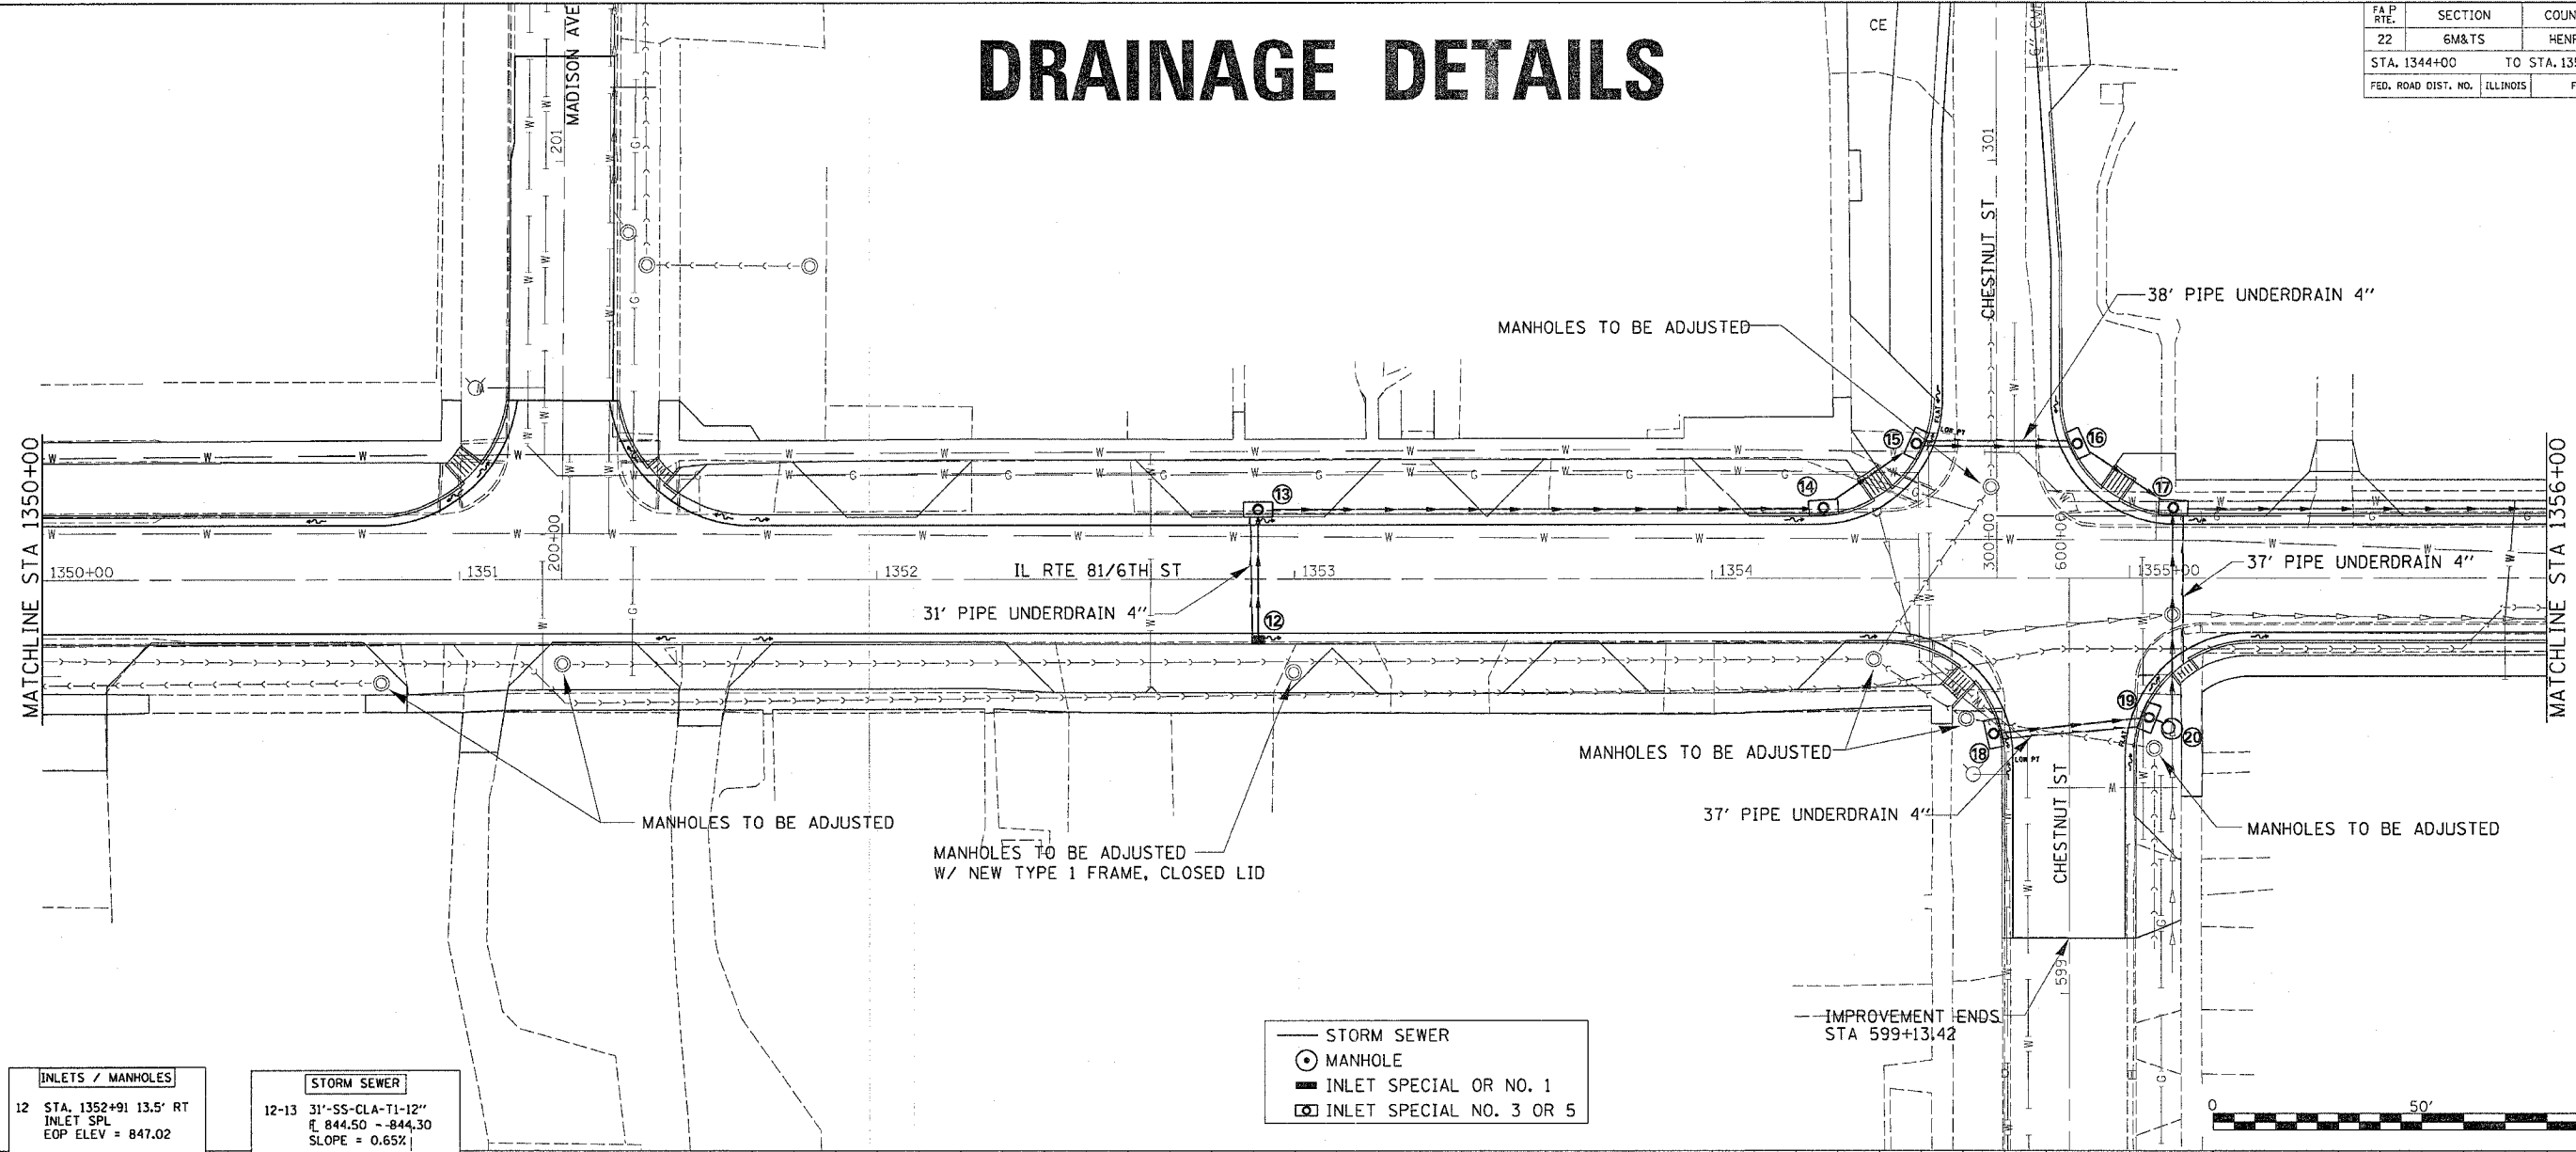 DRAINAGE DETAILS
FA P RTE.
SECTION
22
6M&TS
STA. 1344+00
FED. ROAD DIST. NO.
ILLINOIS
MADISON AVE
201
CE
301
CHESTNUT ST
38' PIPE UNDERDRAIN 4"
MANHOLES TO BE ADJUSTED
FLAT
LOW PT
15
16
13
14
17
MATCHLINE STA 1350+00
MATCHLINE STA 1356+00
200+00
300+00
600+00
1350+00
1351
1352
IL RTE 81/6TH ST
1353
1354
1355+00
37' PIPE UNDERDRAIN 4"
31' PIPE UNDERDRAIN 4"
12
19
20
18
FLAT
LOW PT
MANHOLES TO BE ADJUSTED
37' PIPE UNDERDRAIN 4"
CHESTNUT ST
MANHOLES TO BE ADJUSTED
MANHOLES TO BE ADJUSTED
MANHOLES TO BE ADJUSTED
W/ NEW TYPE 1 FRAME, CLOSED LID
599
IMPROVEMENT ENDS
STA 599+13.42
STORM SEWER
MANHOLE
INLET SPECIAL OR NO. 1
INLET SPECIAL NO. 3 OR 5
INLETS / MANHOLES
12 STA. 1352+91 13.5' RT
INLET SPL
EOP ELEV = 847.02
STORM SEWER
12-13 31'-SS-CLA-T1-12"
FL 844.50 - 844.30
SLOPE = 0.65%
0
50'